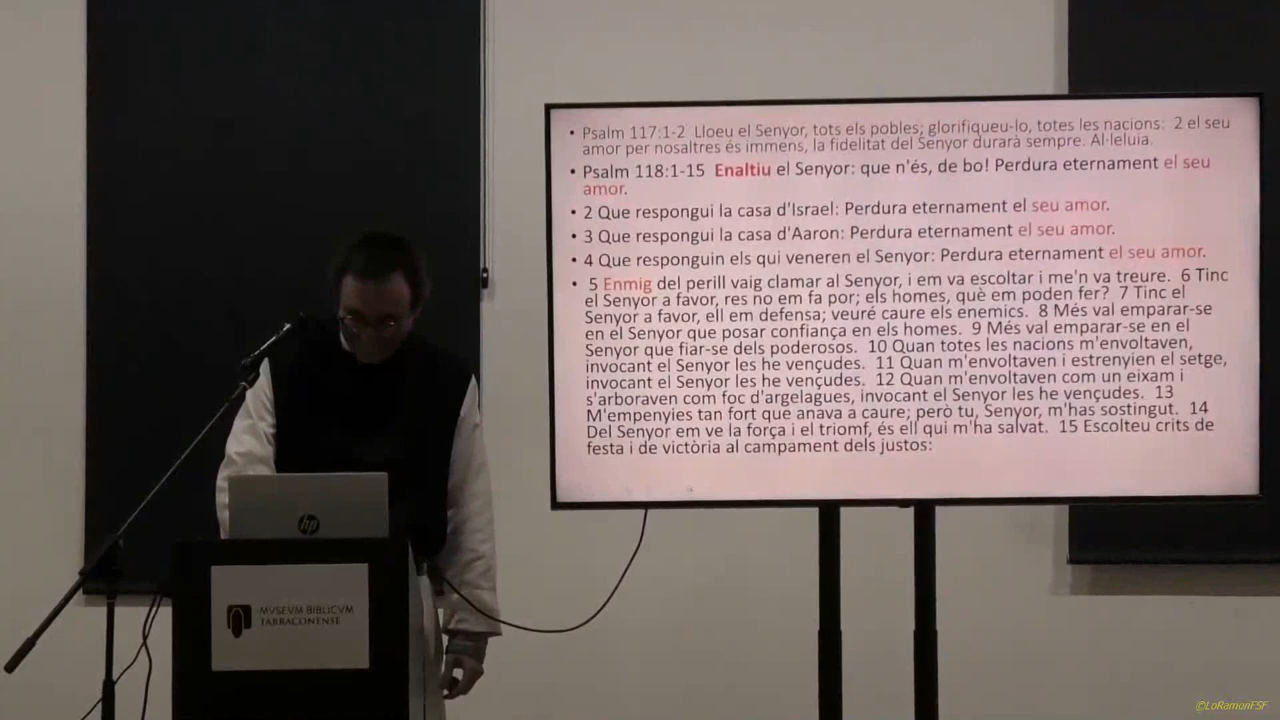 • Psalm 117:1-2 Lloeu el Senyor, tots els pobles; glorifiqueu-lo, totes les nacions: 2 el seu
amor per nosaltres és immens, la fidelitat del Senyor durarà sempre. Al·leluia.
• Psalm 118:1-15 Enaltiu el Senyor: que n'és, de bo! Perdura eternament el seu
amor.
• 2 Que respongui la casa d'Israel: Perdura eternament el seu amor.
• 3 Que respongui la casa d'Aaron: Perdura eternament el seu amor.
• 4 Que responguin els qui veneren el Senyor: Perdura eternament el seu amor.
• 5 Enmig del perill vaig clamar al Senyor, i em va escoltar i me'n va treure. 6 Tinc
el Senyor a favor, res no em fa por; els homes, què em poden fer? 7 Tinc el
Senyor a favor, ell em defensa; veuré caure els enemics. 8 Més val emparar-se
en el Senyor que posar confiança en els homes. 9 Més val emparar-se en el
Senyor que fiar-se dels poderosos. 10 Quan totes les nacions m'envoltaven,
invocant el Senyor les he vençudes. 11 Quan m'envoltaven i estrenyien el setge,
invocant el Senyor les he vençudes. 12 Quan m'envoltaven com un eixam i
s'arboraven com foc d'argelagues, invocant el Senyor les he vençudes. 13
M'empenyies tan fort que anava a caure; però tu, Senyor, m'has sostingut. 14
Del Senyor em ve la força i el triomf, és ell qui m'ha salvat. 15 Escolteu crits de
festa i de victòria al campament dels justos:
hp
MVSEVM BIBLICVM
TARRACONENSE
©LoRamonFSF